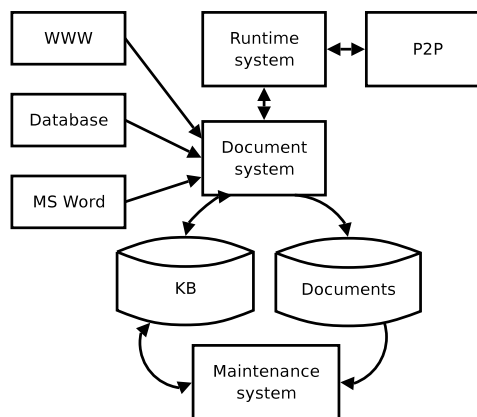 WWW
Runtime
system
P2P
Database
Document
system
MS Word
KB
Documents
Maintenance
system